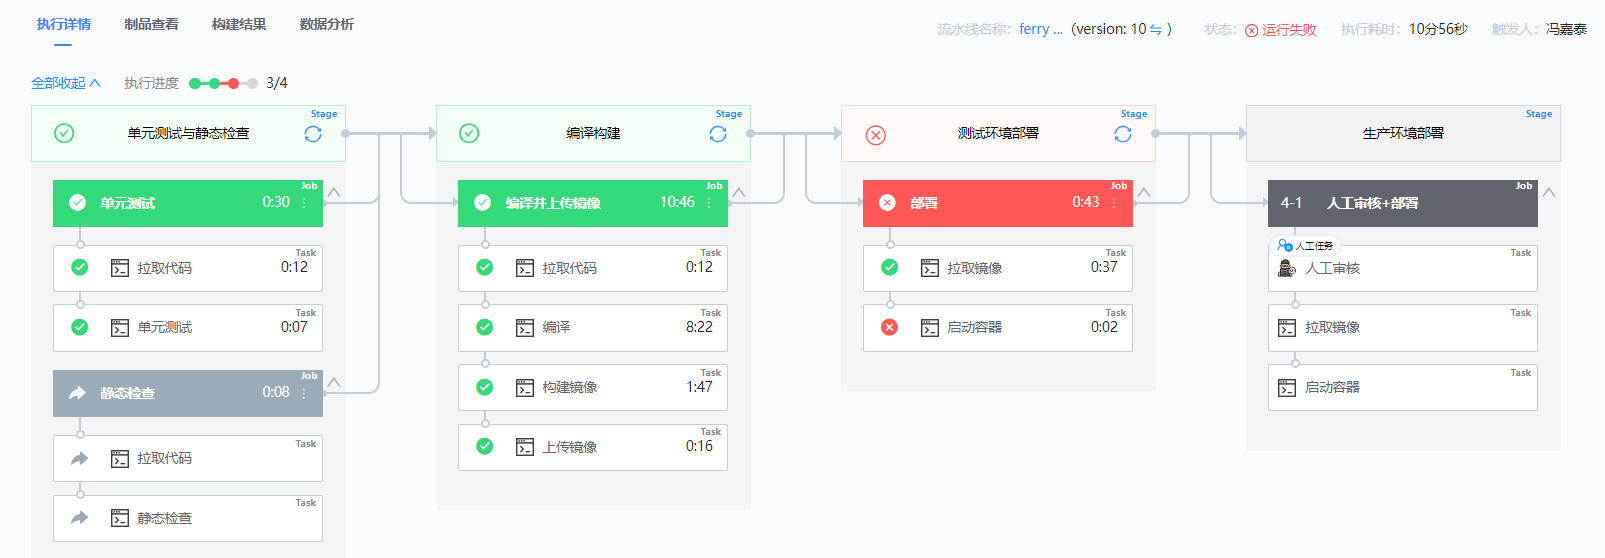 执行详情 制品查看 构建结果 数据分析
流水线名称: ferry ... (version: 10 ) 状态: 运行失败 执行耗时: 10分56秒 触发人: 冯嘉泰
全部收起 执行进度 3/4
Stage
单元测试与静态检查
Job
单元测试 0:30
Task
拉取代码 0:12
Task
单元测试 0:07
Job
静态检查 0:08
Task
拉取代码
Task
静态检查
Stage
编译构建
Job
编译并上传镜像 10:46
Task
拉取代码 0:12
Task
编译 8:22
Task
构建镜像 1:47
Task
上传镜像 0:16
Stage
测试环境部署
Job
部署 0:43
Task
拉取镜像 0:37
Task
启动容器 0:02
Stage
生产环境部署
Job
4-1 人工审核+部署
人工任务
Task
人工审核
Task
拉取镜像
Task
启动容器